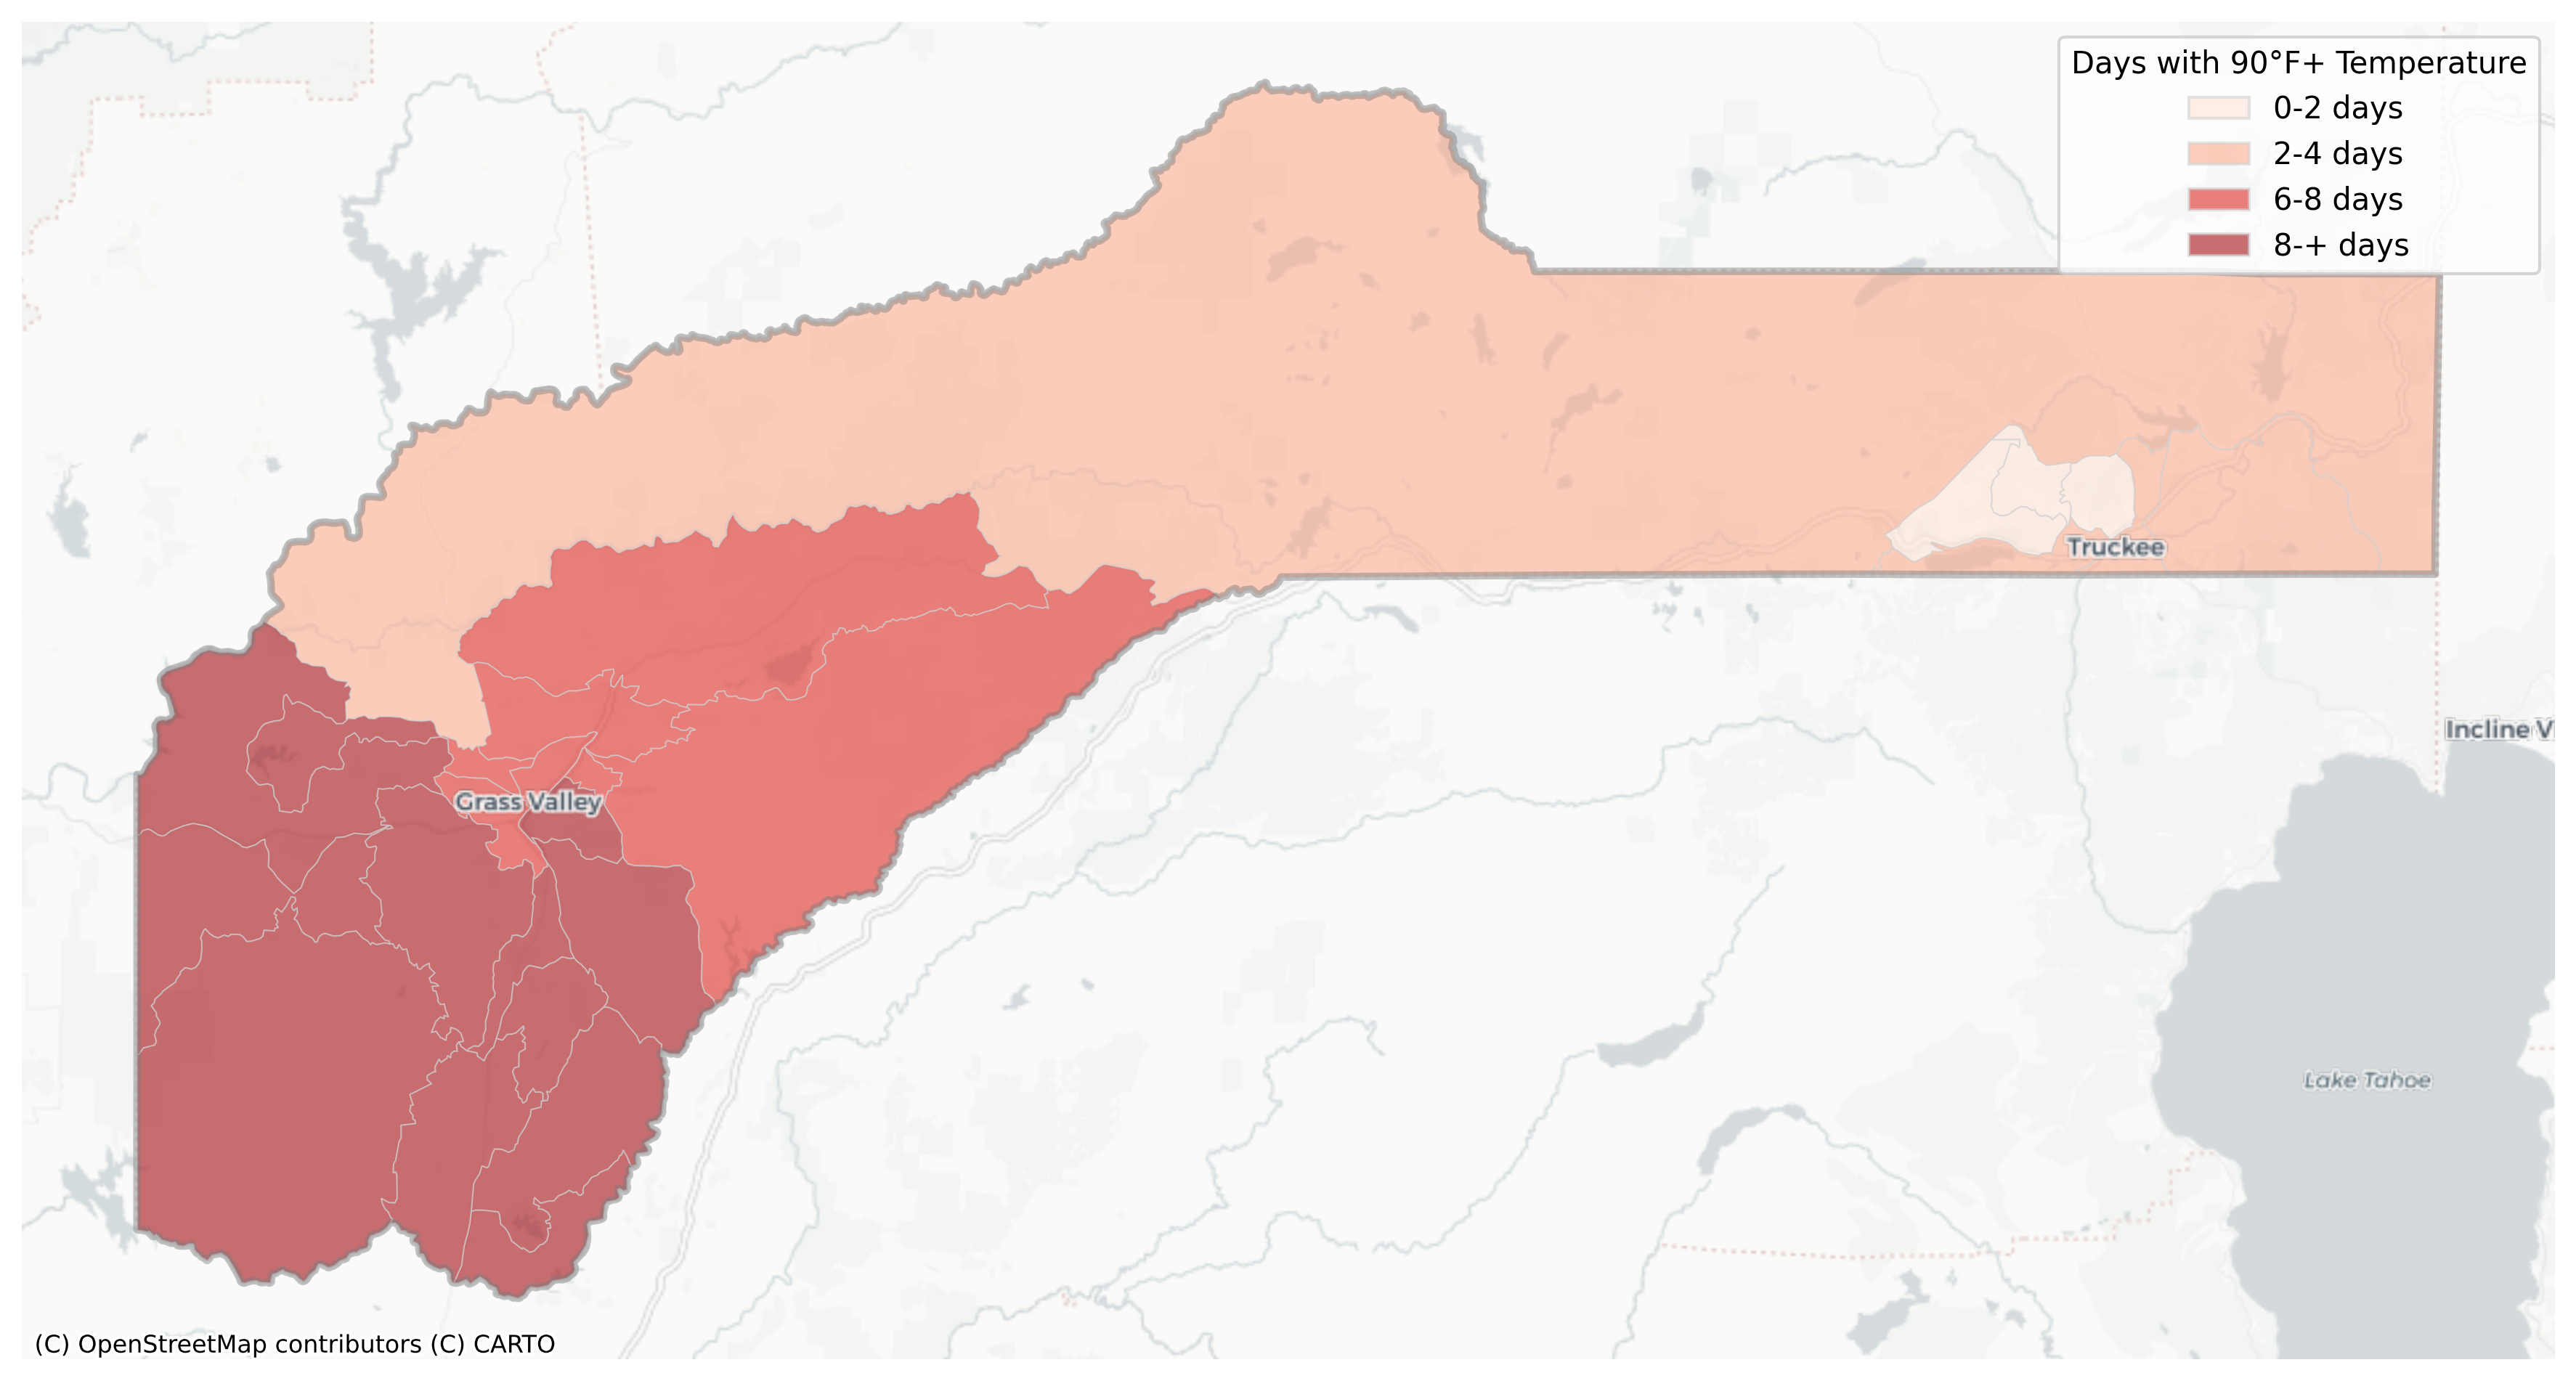 Days with 90°F+ Temperature
0-2 days
2-4 days
6-8 days
8-+ days
Truckee
Incline V
Grass Valley
Lake Tahoe
(C) OpenStreetMap contributors (C) CARTO